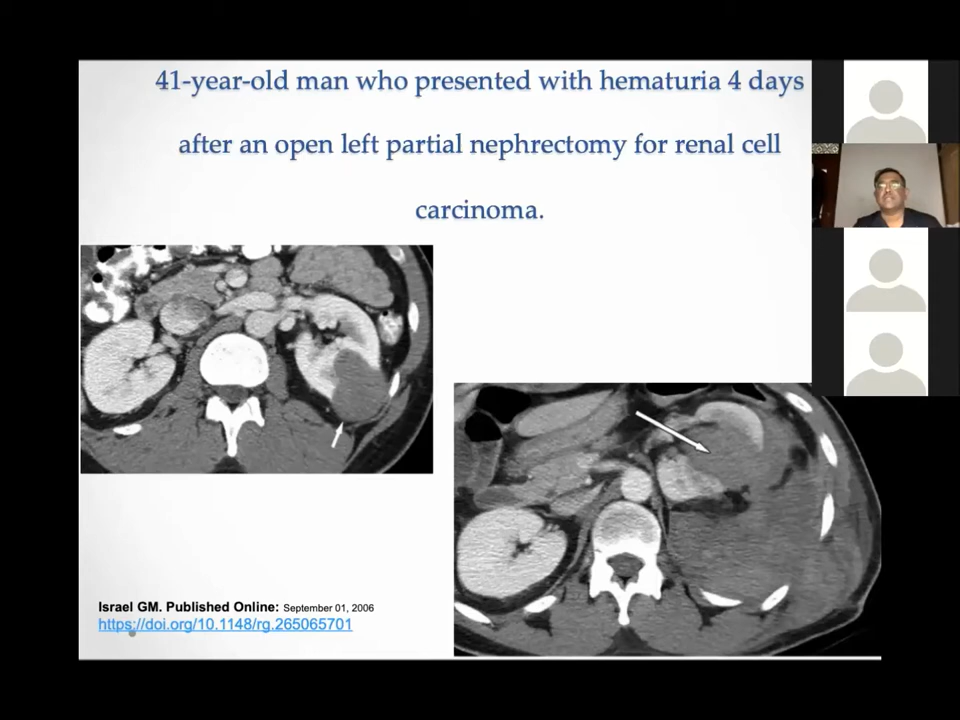 41-year-old man who presented with hematuria 4 days
after an open left partial nephrectomy for renal cell
carcinoma.
Israel GM. Published Online: September 01, 2006
https://doi.org/10.1148/rg.265065701